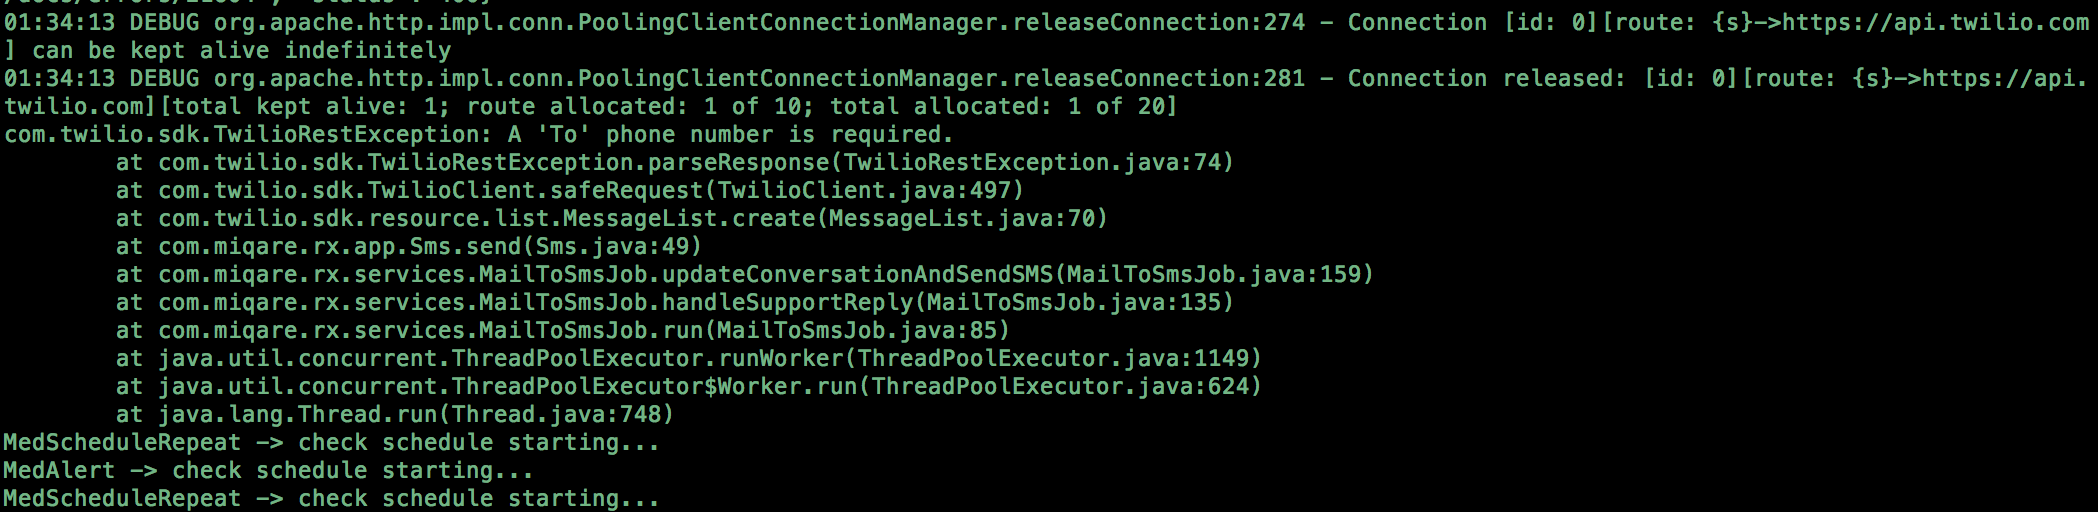 01:34:13 DEBUG org.apache.http.impl.conn.PoolingClientConnectionManager.releaseConnection:274 - Connection [id: 0][route: {s}->https://api.twilio.com
] can be kept alive indefinitely
01:34:13 DEBUG org.apache.http.impl.conn.PoolingClientConnectionManager.releaseConnection:281 - Connection released: [id: 0][route: {s}->https://api.
twilio.com][total kept alive: 1; route allocated: 1 of 10; total allocated: 1 of 20]
com.twilio.sdk.TwilioRestException: A 'To' phone number is required.
        at com.twilio.sdk.TwilioRestException.parseResponse(TwilioRestException.java:74)
        at com.twilio.sdk.TwilioClient.safeRequest(TwilioClient.java:497)
        at com.twilio.sdk.resource.list.MessageList.create(MessageList.java:70)
        at com.miqare.rx.app.Sms.send(Sms.java:49)
        at com.miqare.rx.services.MailToSmsJob.updateConversationAndSendSMS(MailToSmsJob.java:159)
        at com.miqare.rx.services.MailToSmsJob.handleSupportReply(MailToSmsJob.java:135)
        at com.miqare.rx.services.MailToSmsJob.run(MailToSmsJob.java:85)
        at java.util.concurrent.ThreadPoolExecutor.runWorker(ThreadPoolExecutor.java:1149)
        at java.util.concurrent.ThreadPoolExecutor$Worker.run(ThreadPoolExecutor.java:624)
        at java.lang.Thread.run(Thread.java:748)
MedScheduleRepeat -> check schedule starting...
MedAlert -> check schedule starting...
MedScheduleRepeat -> check schedule starting...